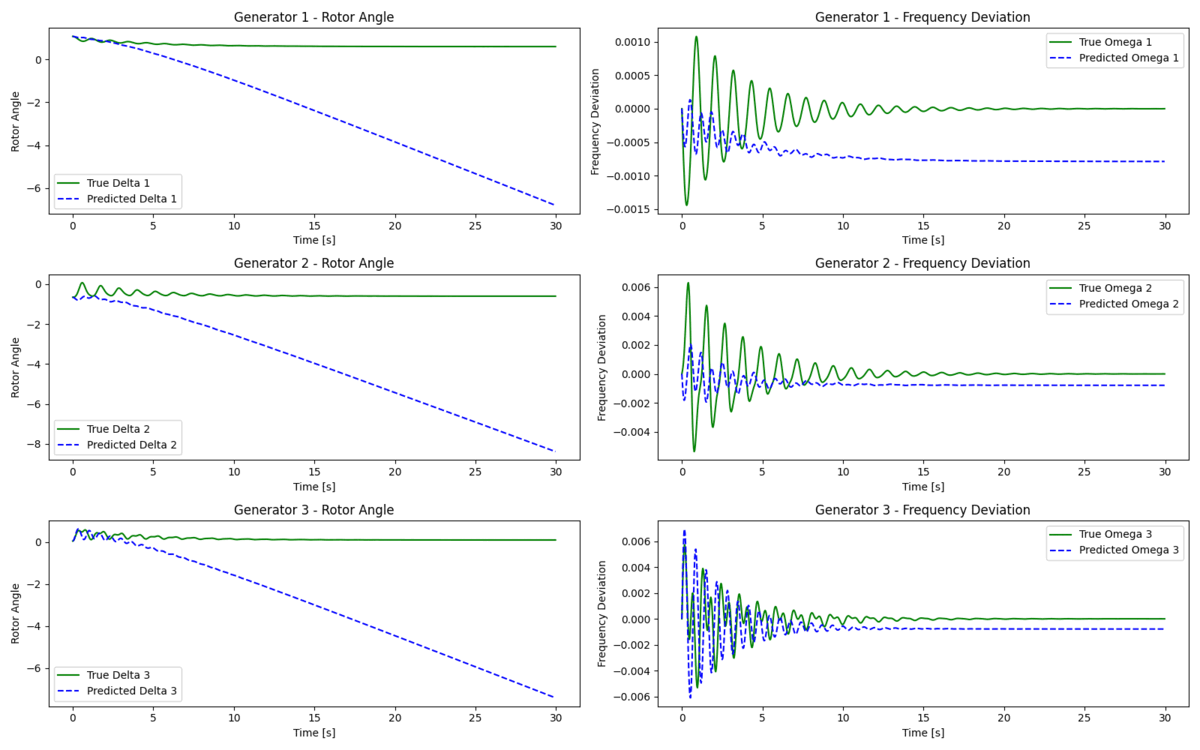 Generator 1 - Rotor Angle
Rotor Angle
0
−2
−4
−6
True Delta 1
Predicted Delta 1
0 5 10 15 20 25 30
Time [s]
Generator 1 - Frequency Deviation
Frequency Deviation
0.0010
0.0005
0.0000
−0.0005
−0.0010
−0.0015
True Omega 1
Predicted Omega 1
0 5 10 15 20 25 30
Time [s]
Generator 2 - Rotor Angle
Rotor Angle
0
−2
−4
−6
−8
True Delta 2
Predicted Delta 2
0 5 10 15 20 25 30
Time [s]
Generator 2 - Frequency Deviation
Frequency Deviation
0.006
0.004
0.002
0.000
−0.002
−0.004
True Omega 2
Predicted Omega 2
0 5 10 15 20 25 30
Time [s]
Generator 3 - Rotor Angle
Rotor Angle
0
−2
−4
−6
True Delta 3
Predicted Delta 3
0 5 10 15 20 25 30
Time [s]
Generator 3 - Frequency Deviation
Frequency Deviation
0.006
0.004
0.002
0.000
−0.002
−0.004
−0.006
True Omega 3
Predicted Omega 3
0 5 10 15 20 25 30
Time [s]